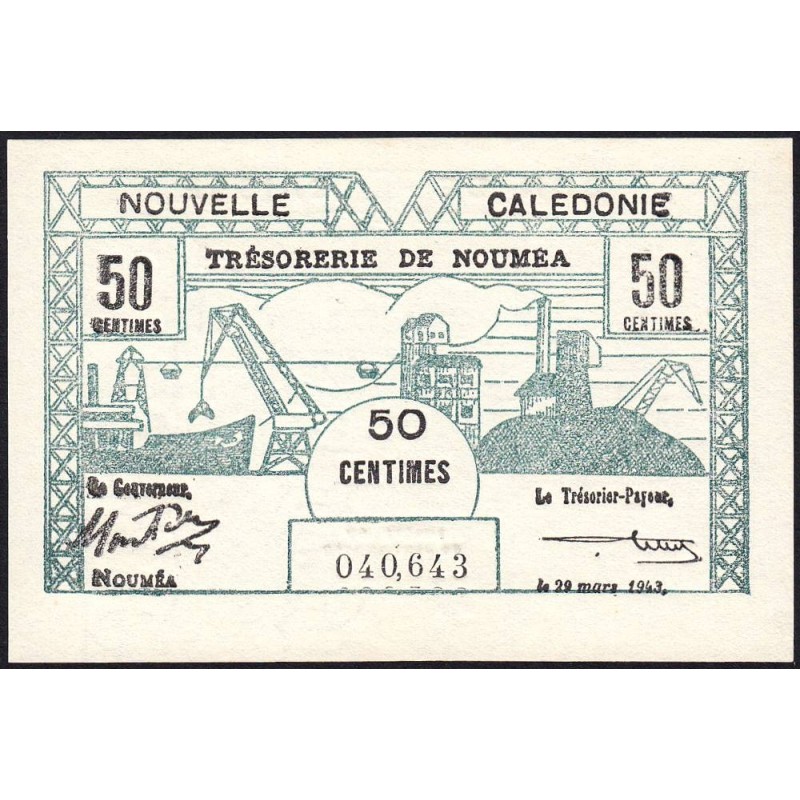 NOUVELLE CALEDONIE
TRÉSORERIE DE NOUMÉA
50 CENTIMES
50 CENTIMES
50
CENTIMES
Le Gouverneur,
Le Trésorier-Payeur,
NOUMÉA
040,643
le 29 mars 1943.